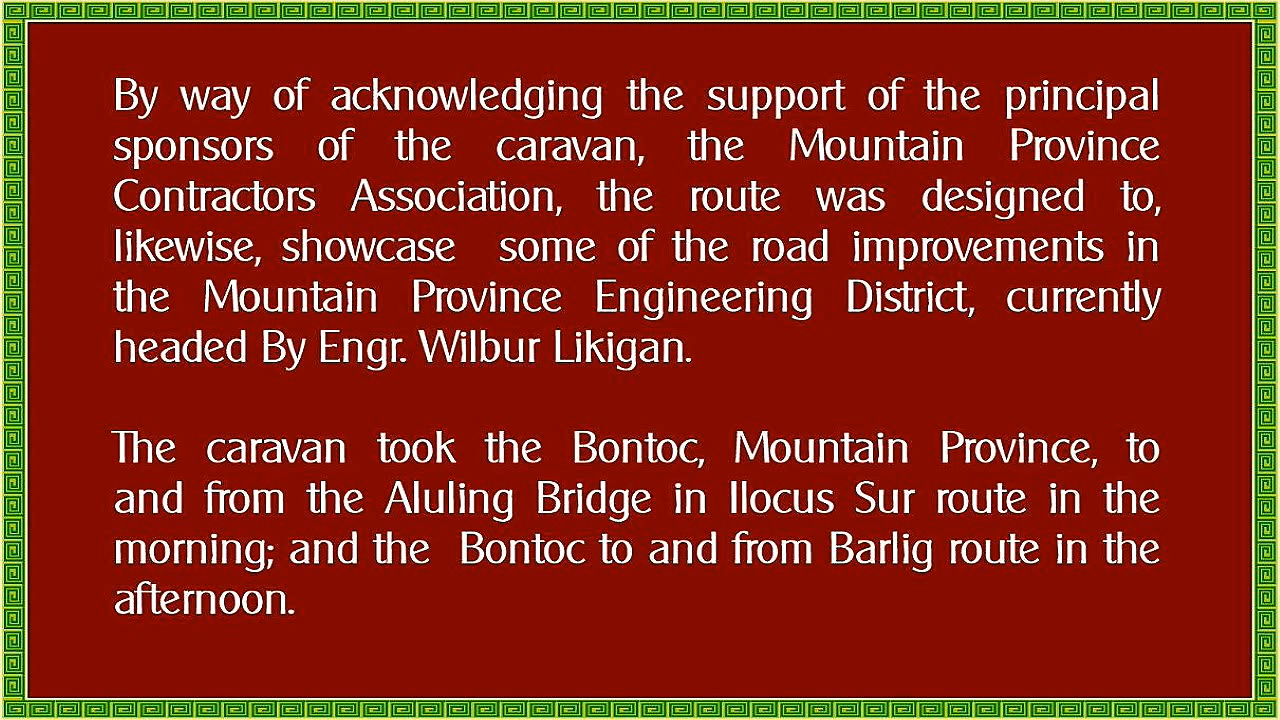 By way of acknowledging the support of the principal
sponsors of the caravan, the Mountain Province
Contractors Association, the route was designed to,
likewise, showcase some of the road improvements in
the Mountain Province Engineering District, currently
headed By Engr. Wilbur Likigan.
The caravan took the Bontoc, Mountain Province, to
and from the Aluling Bridge in Ilocus Sur route in the
morning; and the Bontoc to and from Barlig route in the
afternoon.